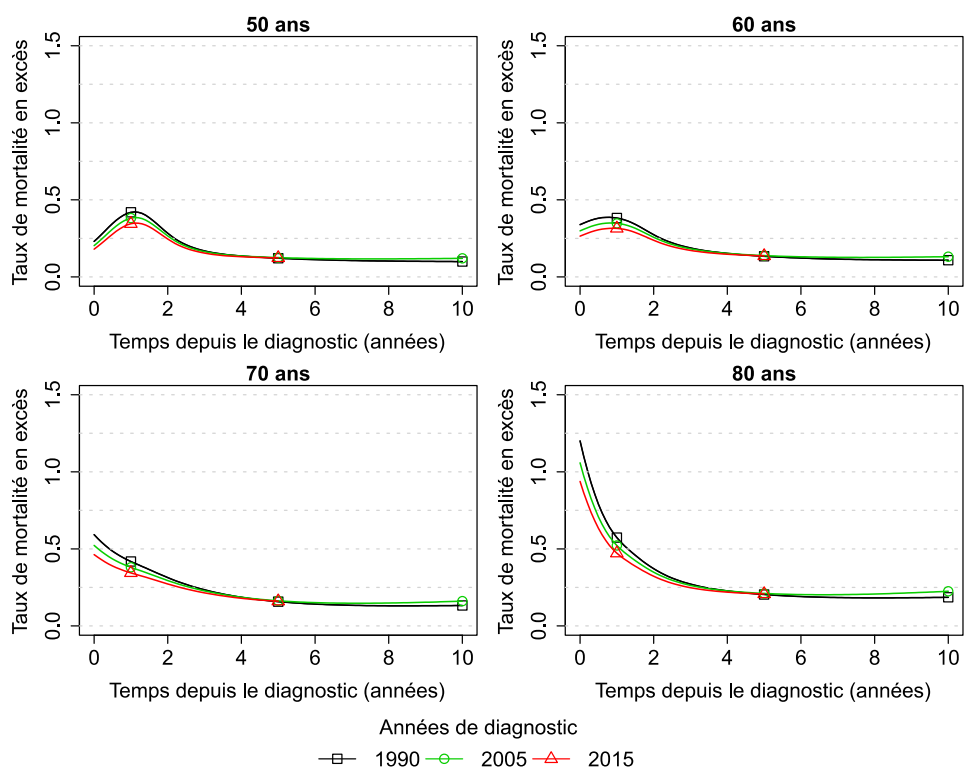 50 ans
60 ans
Taux de mortalité en excès
1.5
1.0
0.5
0.0
Taux de mortalité en excès
1.5
1.0
0.5
0.0
0 2 4 6 8 10
0 2 4 6 8 10
Temps depuis le diagnostic (années)
Temps depuis le diagnostic (années)
70 ans
80 ans
Taux de mortalité en excès
1.5
1.0
0.5
0.0
Taux de mortalité en excès
1.5
1.0
0.5
0.0
0 2 4 6 8 10
0 2 4 6 8 10
Temps depuis le diagnostic (années)
Temps depuis le diagnostic (années)
Années de diagnostic
1990 2005 2015